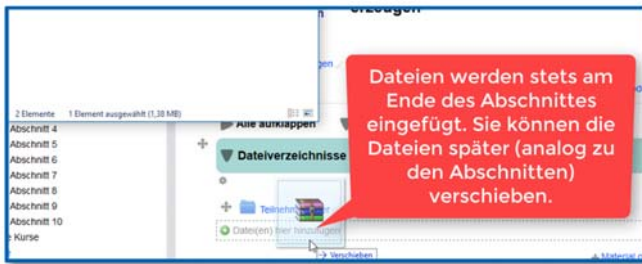 erzeugen
2 Elemente 1 Element ausgewählt (1,38 MB)
Abschnitt 4
Abschnitt 5
Abschnitt 6
Abschnitt 7
Abschnitt 8
Abschnitt 9
Abschnitt 10
Kurse
Alle aufklappen
Dateiverzeichnisse
Datei(en) hier hinzufügen
Verschieben
Material
Dateien werden stets am
Ende des Abschnittes
eingefügt. Sie können die
Dateien später (analog zu
den Abschnitten)
verschieben.